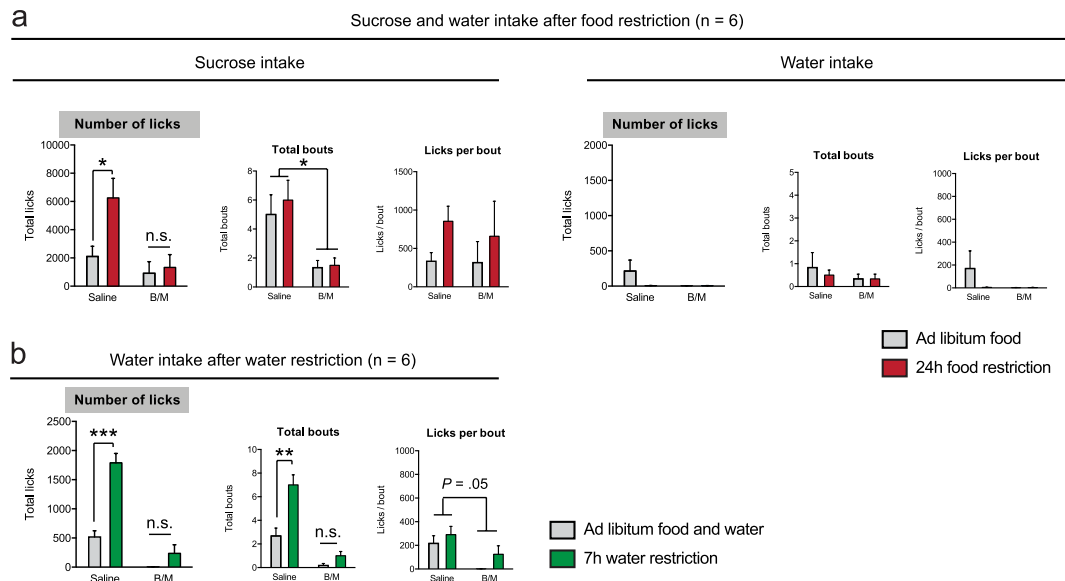 a
Sucrose and water intake after food restriction (n = 6)
Sucrose intake
Water intake
Number of licks
Total licks
10000
8000
6000
4000
2000
0
*
n.s.
Saline
B/M
Total bouts
Total bouts
8
6
4
2
0
*
Saline
B/M
Licks per bout
Licks / bout
1500
1000
500
0
Saline
B/M
Number of licks
Total licks
2000
1500
1000
500
0
Saline
B/M
Total bouts
Total bouts
5
4
3
2
1
0
Saline
B/M
Licks per bout
Licks / bout
1000
800
600
400
200
0
Saline
B/M
Ad libitum food
24h food restriction
b
Water intake after water restriction (n = 6)
Number of licks
Total licks
2500
2000
1500
1000
500
0
***
n.s.
Saline
B/M
Total bouts
Total bouts
10
8
6
4
2
0
**
n.s.
Saline
B/M
Licks per bout
Licks / bout
1000
800
600
400
200
0
P = .05
Saline
B/M
Ad libitum food and water
7h water restriction